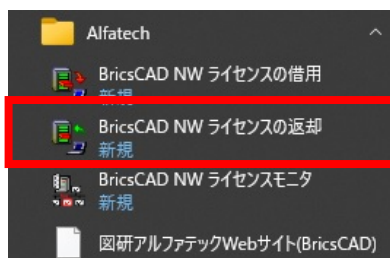 Alfatech
BricsCAD NW ライセンスの借用
新規
BricsCAD NW ライセンスの返却
新規
BricsCAD NW ライセンスモニタ
新規
図研アルファテックWebサイト(BricsCAD)